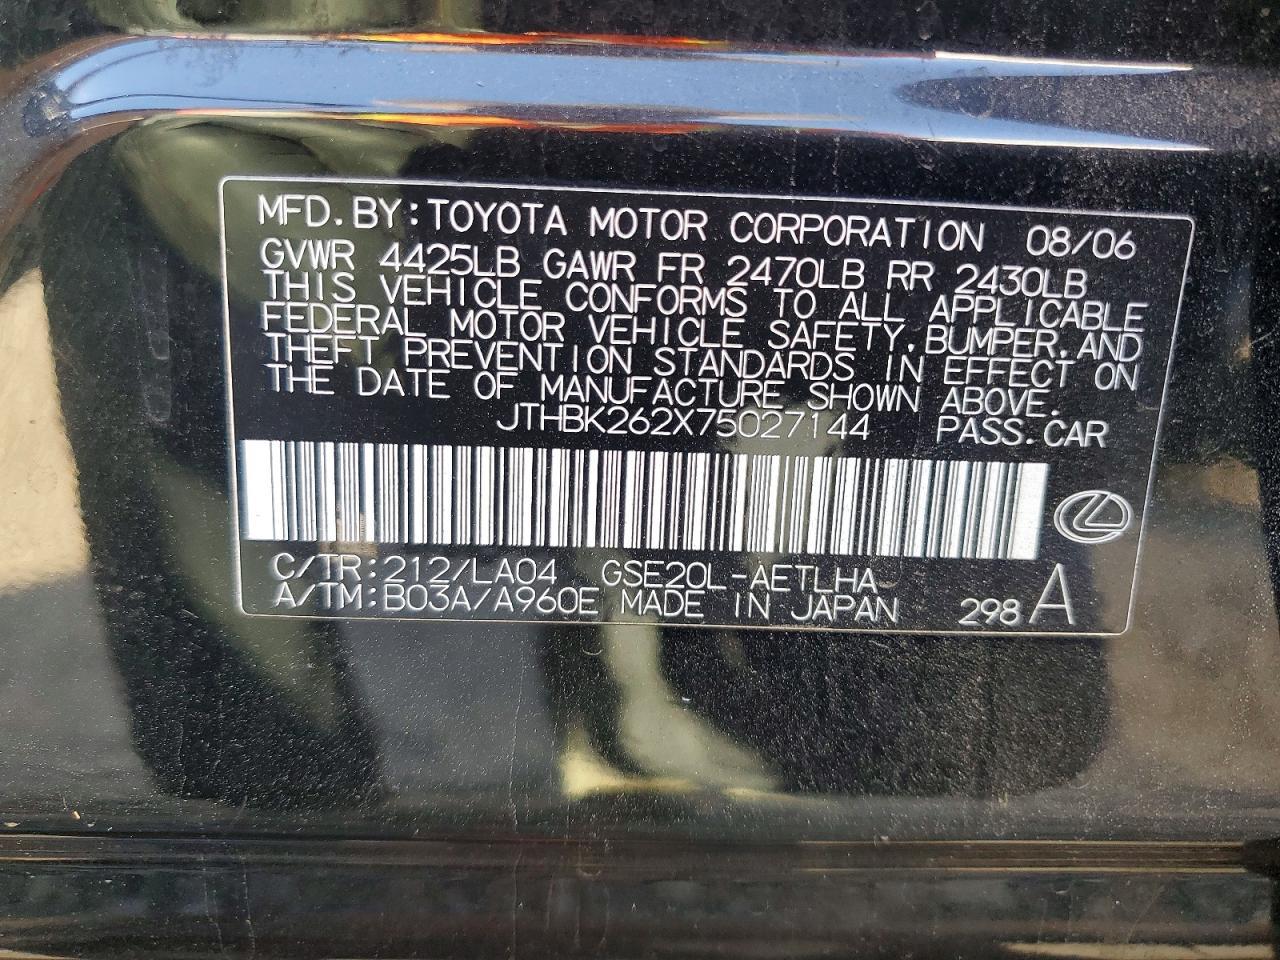 MFD.BY:TOYOTA MOTOR CORPORATION 08/06
GVWR 4425LB GAWR FR 2470LB RR 2430LB
THIS VEHICLE CONFORMS TO ALL APPLICABLE
FEDERAL MOTOR VEHICLE SAFETY,BUMPER,AND
THEFT PREVENTION STANDARDS IN EFFECT ON
THE DATE OF MANUFACTURE SHOWN ABOVE.
JTHBK262X75027144 PASS.CAR
C/TR:212/LA04 GSE20L-AETLHA
A/TM:B03A/A960E MADE IN JAPAN 298 A